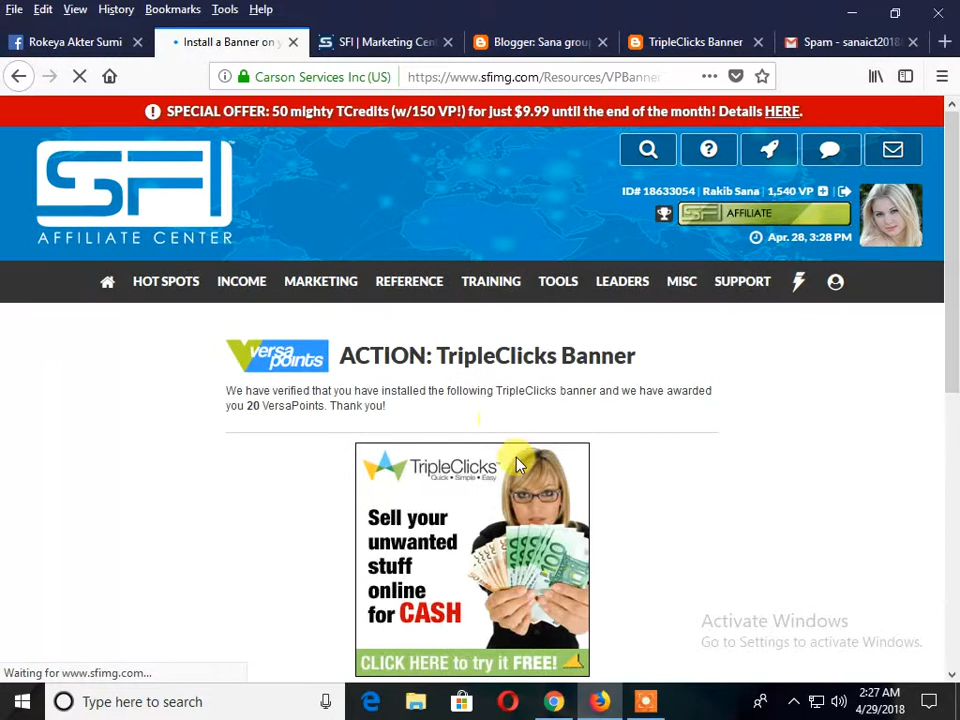 File Edit View History Bookmarks Tools Help
Rokeya Akter Sumi
Install a Banner on y
SFI | Marketing Cent
Blogger: Sana grou
TripleClicks Banner
Spam - sanaict2018
Carson Services Inc (US) https://www.sfimg.com/Resources/VPBanner
SPECIAL OFFER: 50 mighty TCredits (w/150 VP!) for just $9.99 until the end of the month! Details HERE.
SFI
AFFILIATE CENTER
ID# 18633054 | Rakib Sana | 1,540 VP
SFI AFFILIATE
Apr. 28, 3:28 PM
HOT SPOTS INCOME MARKETING REFERENCE TRAINING TOOLS LEADERS MISC SUPPORT
versa points
ACTION: TripleClicks Banner
We have verified that you have installed the following TripleClicks banner and we have awarded
you 20 VersaPoints. Thank you!
TripleClicks™
Quick • Simple • Easy
Sell your
unwanted
stuff
online
for CASH
CLICK HERE to try it FREE!
Activate Windows
Go to Settings to activate Windows.
Waiting for www.sfimg.com...
Type here to search
2:27 AM
4/29/2018